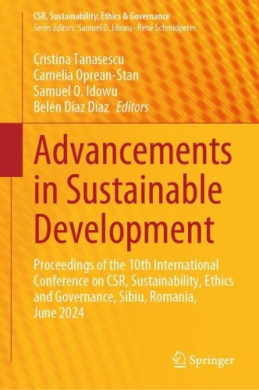 CSR, Sustainability, Ethics & Governance
Series Editors: Samuel O. Idowu · René Schmidpeter
Cristina Tanasescu
Camelia Oprean-Stan
Samuel O. Idowu
Belén Díaz Díaz Editors
Advancements
in Sustainable
Development
Proceedings of the 10th International
Conference on CSR, Sustainability, Ethics
and Governance, Sibiu, Romania,
June 2024
Springer